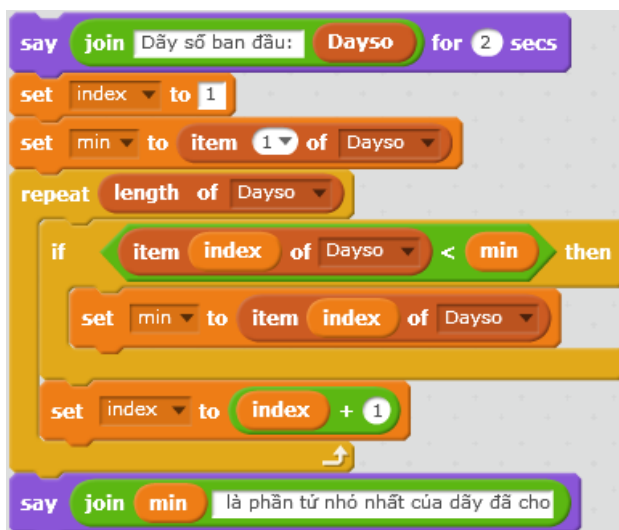 say join Dãy số ban đầu: Dayso for 2 secs
set index to 1
set min to item 1 of Dayso
repeat length of Dayso
if item index of Dayso < min then
set min to item index of Dayso
set index to index + 1
say join min là phần tử nhỏ nhất của dãy đã cho